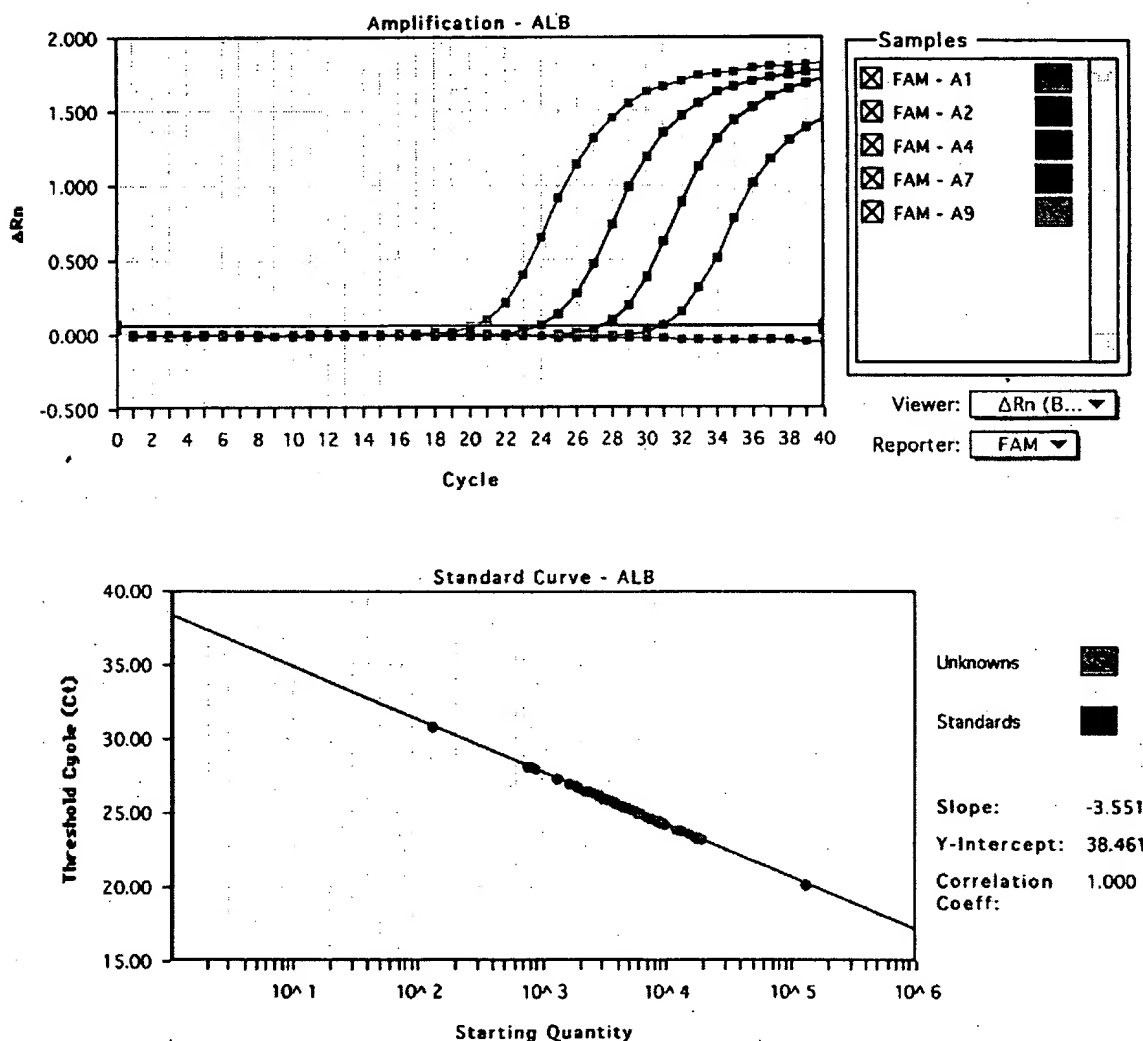 Amplification - ALB
2.000
1.500
1.000
0.500
0.000
-0.500
ΔRn
0 2 4 6 8 10 12 14 16 18 20 22 24 26 28 30 32 34 36 38 40
Cycle
Samples
FAM - A1
FAM - A2
FAM - A4
FAM - A7
FAM - A9
Viewer: ΔRn (B... ▼
Reporter: FAM ▼
Standard Curve - ALB
40.00
35.00
30.00
25.00
20.00
15.00
Threshold Cycle (Ct)
10^1 10^2 10^3 10^4 10^5 10^6
Starting Quantity
Unknowns
Standards
Slope: -3.551
Y-Intercept: 38.461
Correlation 1.000
Coeff: